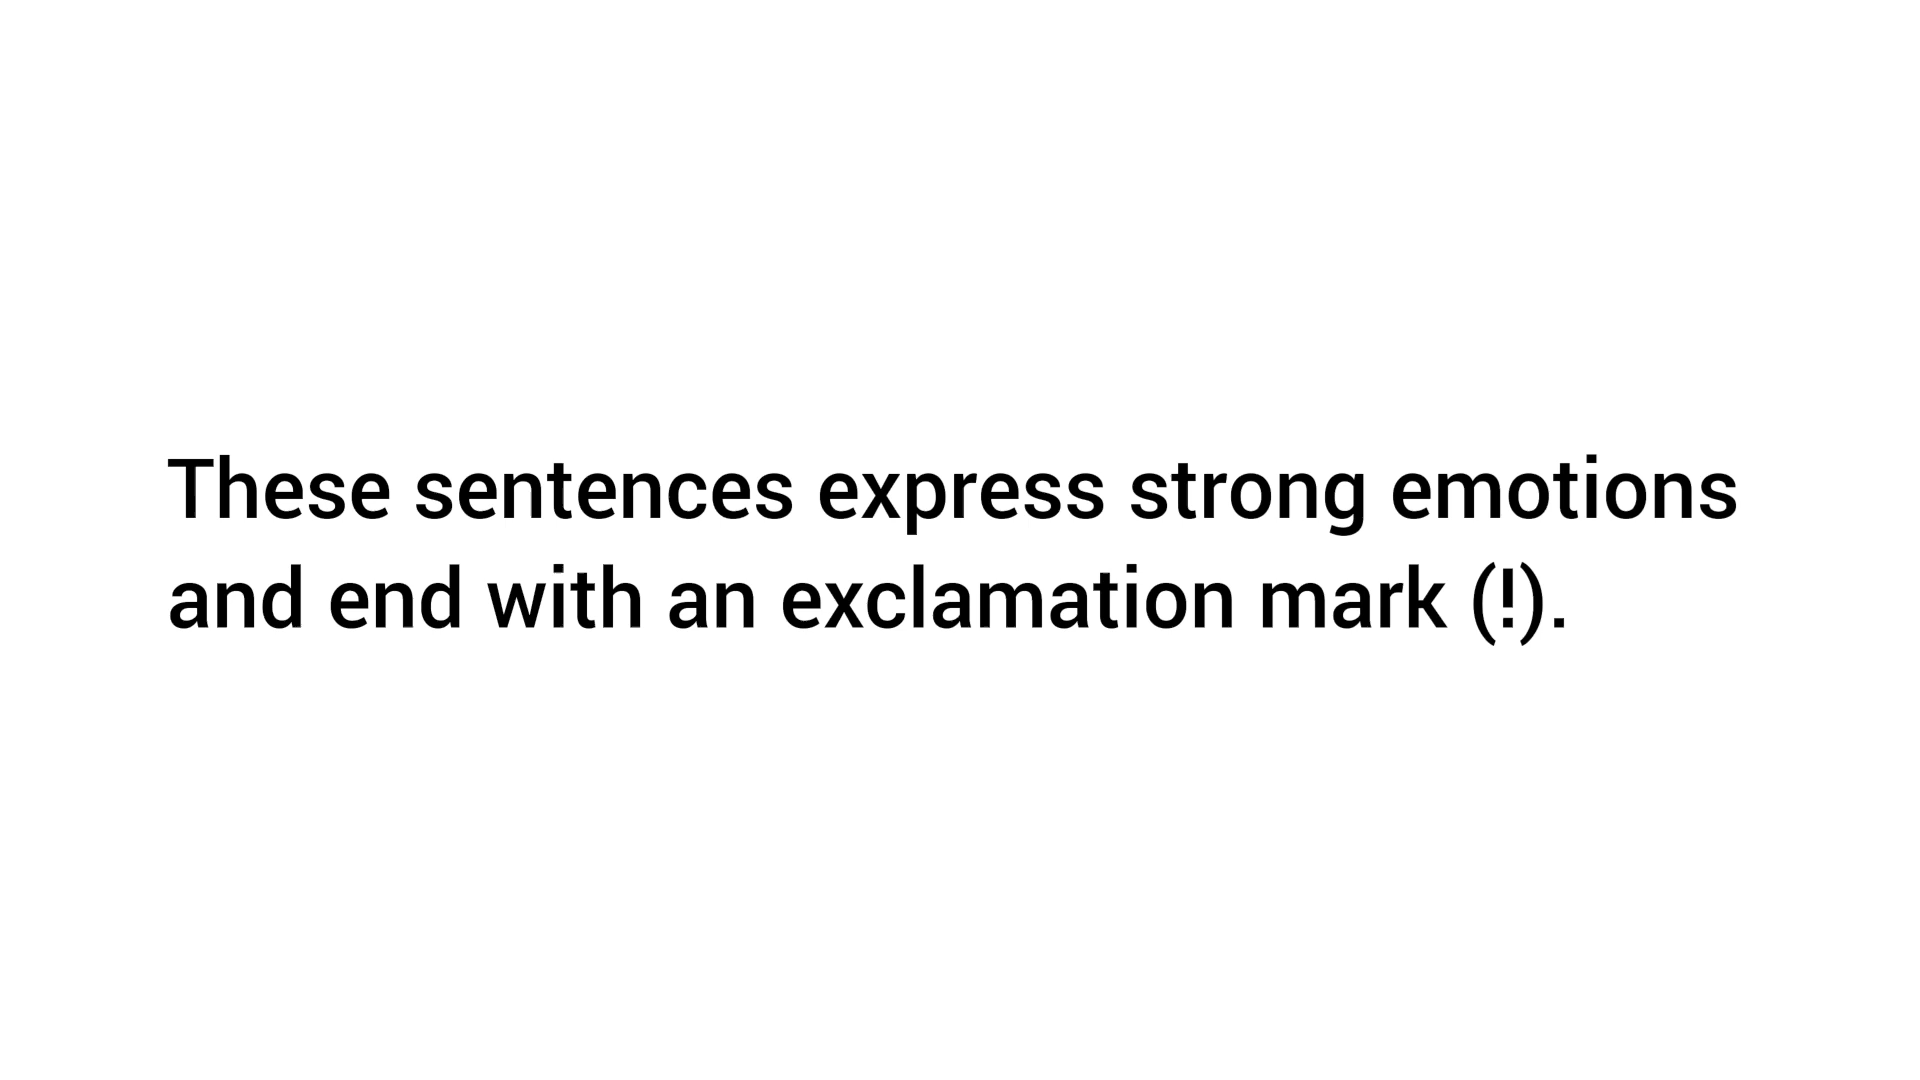 These sentences express strong emotions
and end with an exclamation mark (!).